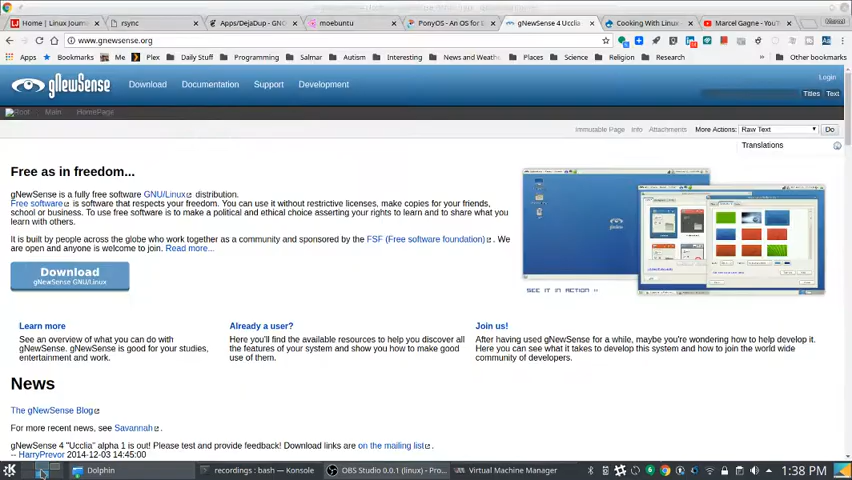 Home | Linux Journ
rsync
Apps/DejaDup - GN
moebuntu
PonyOS - An OS for E
gNewSense 4 Ucclia
Cooking With Linux
Marcel Gagne - YouT
www.gnewsense.org
Apps
Bookmarks
Me
Plex
Daily Stuff
Programming
Salmar
Autism
Interesting
News and Weather
Places
Science
Religion
Research
Other bookmarks
gNewSense
Download
Documentation
Support
Development
Login
Titles
Text
Root
Main
HomePage
Immutable Page
Info
Attachments
More Actions:
Raw Text
Do
Translations
Free as in freedom...
gNewSense is a fully free software GNU/Linux distribution.
Free software is software that respects your freedom. You can use it without restrictive licenses, make copies for your friends,
school or business. To use free software is to make a political and ethical choice asserting your rights to learn and to share what you
learn with others.
It is built by people across the globe who work together as a community and sponsored by the FSF (Free software foundation). We
are open and anyone is welcome to join. Read more...
Download
gNewSense GNU/Linux
SEE IT IN ACTION >>
Learn more
See an overview of what you can do with
gNewSense. gNewSense is good for your studies,
entertainment and work.
Already a user?
Here you'll find the available resources to help you discover all
the features of your system and show you how to make good
use of them.
Join us!
After having used gNewSense for a while, maybe you're wondering how to help develop it.
Here you can see what it takes to develop this system and how to join the world wide
community of developers.
News
The gNewSense Blog
For more recent news, see Savannah.
gNewSense 4 "Ucclia" alpha 1 is out! Please test and provide feedback! Download links are on the mailing list.
-- HarryPrevor 2014-12-03 14:45:00
Dolphin
recordings : bash — Konsole
OBS Studio 0.0.1 (linux) - Pro...
Virtual Machine Manager
1:38 PM